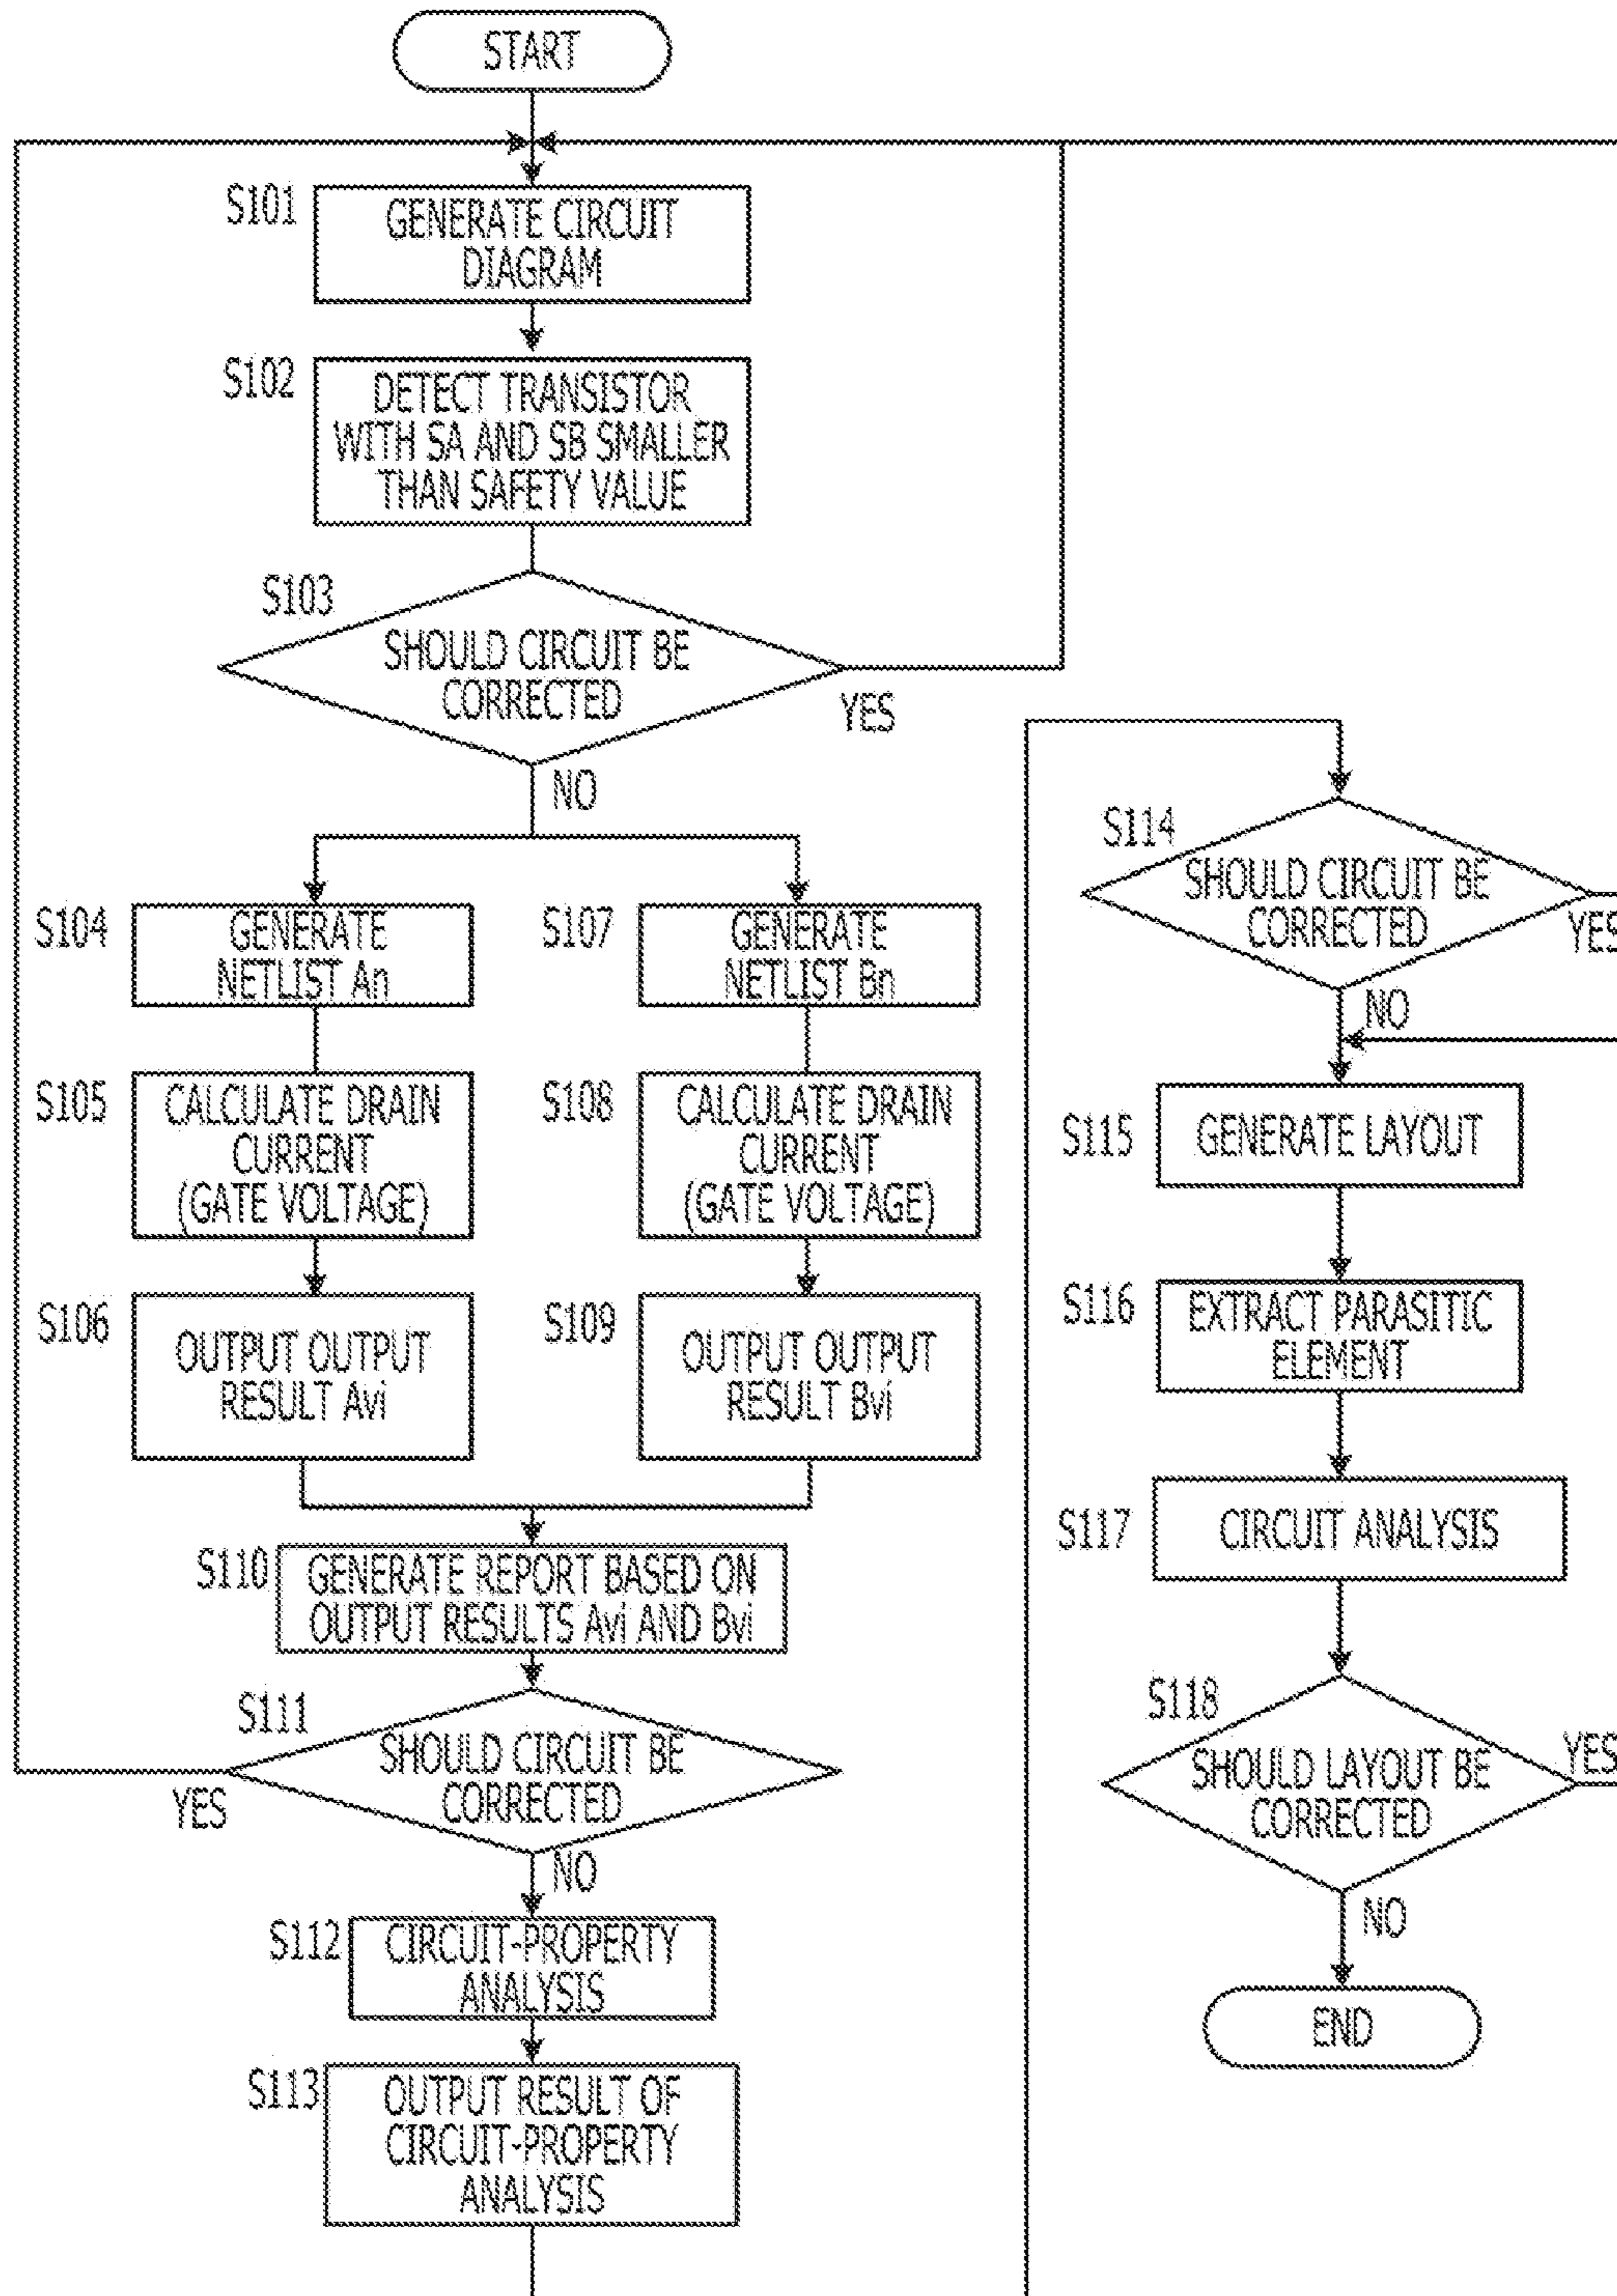 START
S101
GENERATE CIRCUIT
DIAGRAM
S102
DETECT TRANSISTOR
WITH SA AND SB SMALLER
THAN SAFETY VALUE
S103
SHOULD CIRCUIT BE
CORRECTED
YES
NO
S104
GENERATE
NETLIST An
S105
CALCULATE DRAIN
CURRENT
(GATE VOLTAGE)
S106
OUTPUT OUTPUT
RESULT Avi
S107
GENERATE
NETLIST Bn
S108
CALCULATE DRAIN
CURRENT
(GATE VOLTAGE)
S109
OUTPUT OUTPUT
RESULT Bvi
S110
GENERATE REPORT BASED ON
OUTPUT RESULTS Avi AND Bvi
S111
SHOULD CIRCUIT BE
CORRECTED
YES
NO
S112
CIRCUIT-PROPERTY
ANALYSIS
S113
OUTPUT RESULT OF
CIRCUIT-PROPERTY
ANALYSIS
S114
SHOULD CIRCUIT BE
CORRECTED
YES
NO
S115
GENERATE LAYOUT
S116
EXTRACT PARASITIC
ELEMENT
S117
CIRCUIT ANALYSIS
S118
SHOULD LAYOUT BE
CORRECTED
YES
NO
END